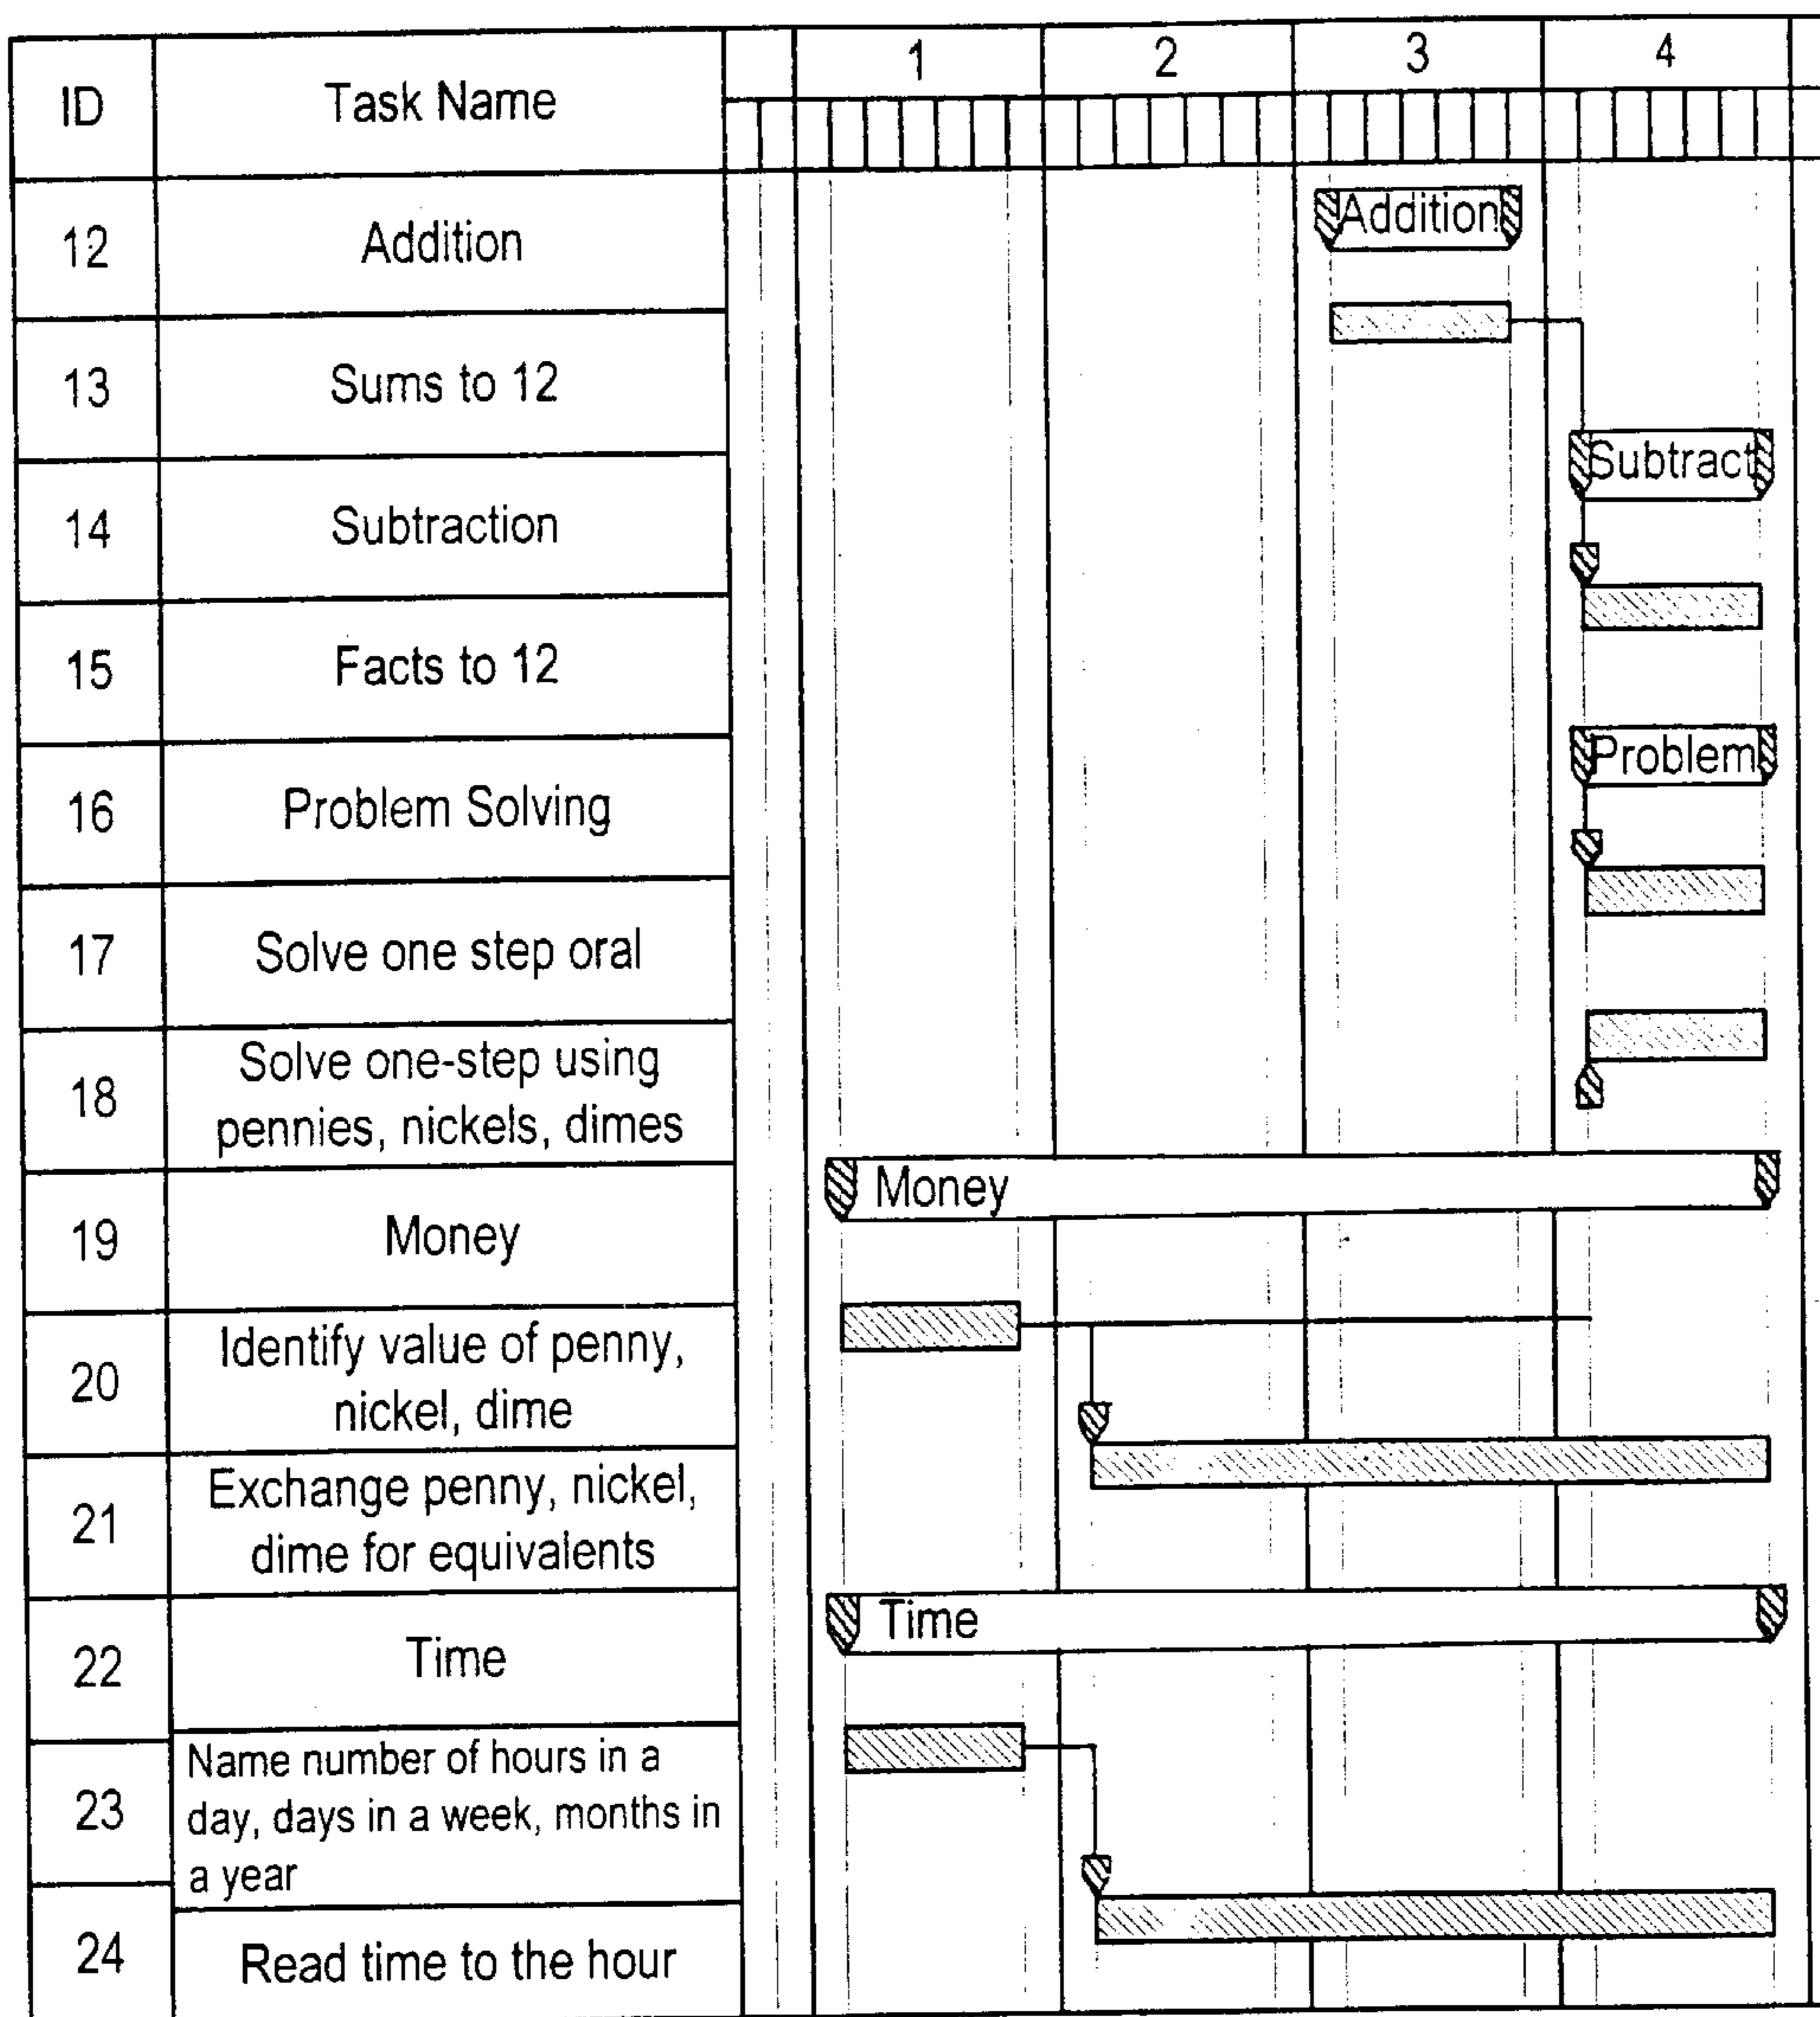 ID
Task Name
1
2
3
4
12
Addition
Addition
13
Sums to 12
Subtract
14
Subtraction
15
Facts to 12
Problem
16
Problem Solving
17
Solve one step oral
18
Solve one-step using
pennies, nickels, dimes
Money
19
Money
20
Identify value of penny,
nickel, dime
21
Exchange penny, nickel,
dime for equivalents
Time
22
Time
23
Name number of hours in a
day, days in a week, months in
a year
24
Read time to the hour